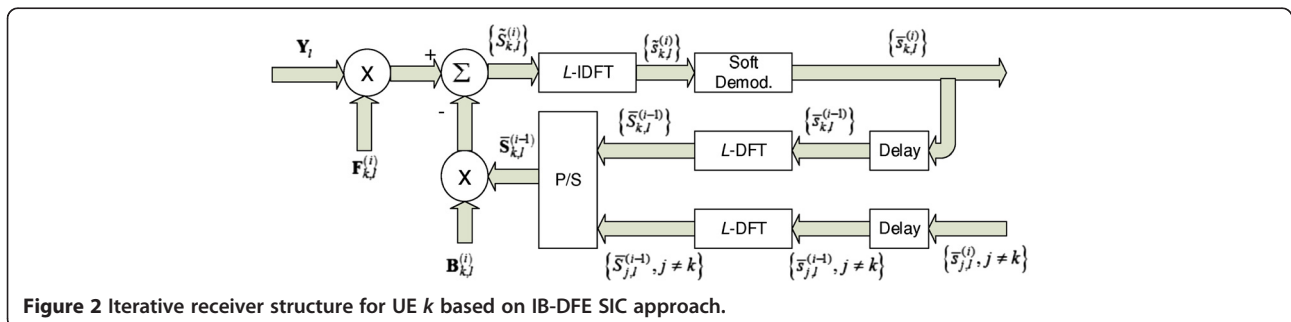 Y_l
X
+
Σ
-
{S̃_{k,l}^{(i)}}
L-IDFT
{s̃_{k,l}^{(i)}}
Soft
Demod.
{s̄_{k,l}^{(i)}}
F_{k,l}^{(i)}
S̄_{k,l}^{(i-1)}
X
B_{k,l}^{(i)}
P/S
{S̄_{k,l}^{(i-1)}}
L-DFT
{s̄_{k,l}^{(i-1)}}
Delay
{S̄_{j,l}^{(i-1)}, j ≠ k}
L-DFT
{s̄_{j,l}^{(i-1)}, j ≠ k}
Delay
{s̄_{j,l}^{(i)}, j ≠ k}
Figure 2 Iterative receiver structure for UE k based on IB-DFE SIC approach.